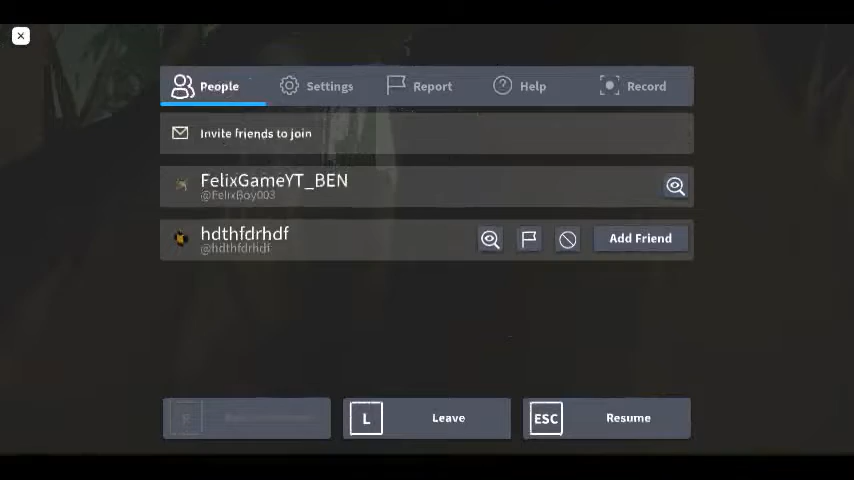 People
Settings
Report
Help
Record
Invite friends to join
FelixGameYT_BEN
@FelixBoy003
hdthfdrhdf
@hdthfdrhdf
Add Friend
L
Leave
ESC
Resume